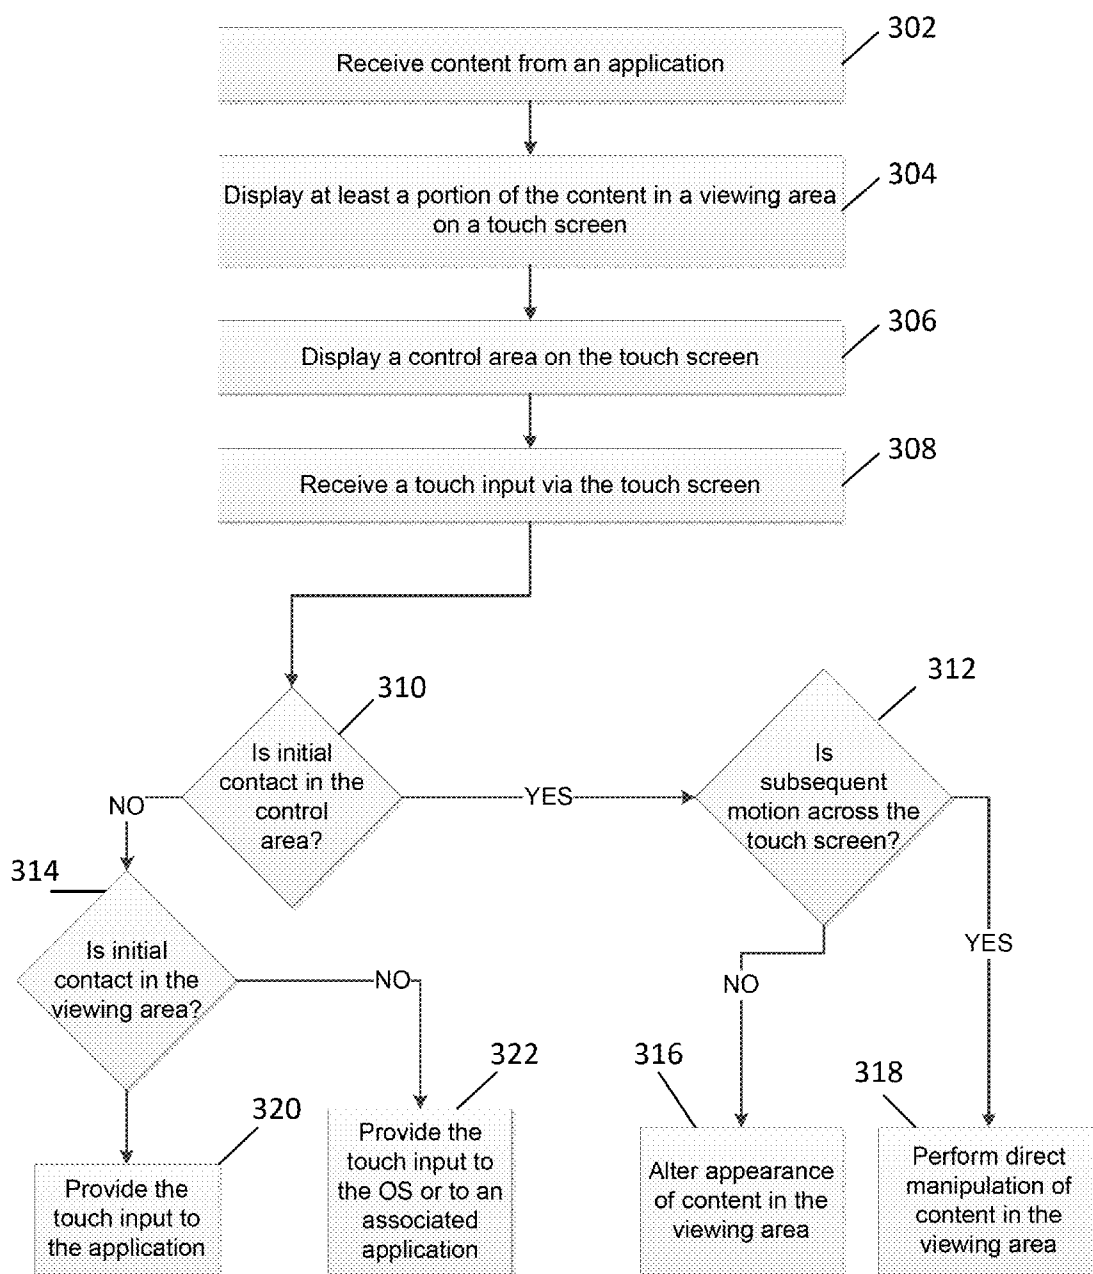 302
Receive content from an application
304
Display at least a portion of the content in a viewing area
on a touch screen
306
Display a control area on the touch screen
308
Receive a touch input via the touch screen
310
Is initial
contact in the
control
area?
YES
312
Is
subsequent
motion across the
touch screen?
NO
314
Is initial
contact in the
viewing area?
NO
YES
NO
320
Provide the
touch input to
the application
322
Provide the
touch input to
the OS or to an
associated
application
316
Alter appearance
of content in the
viewing area
318
Perform direct
manipulation of
content in the
viewing area